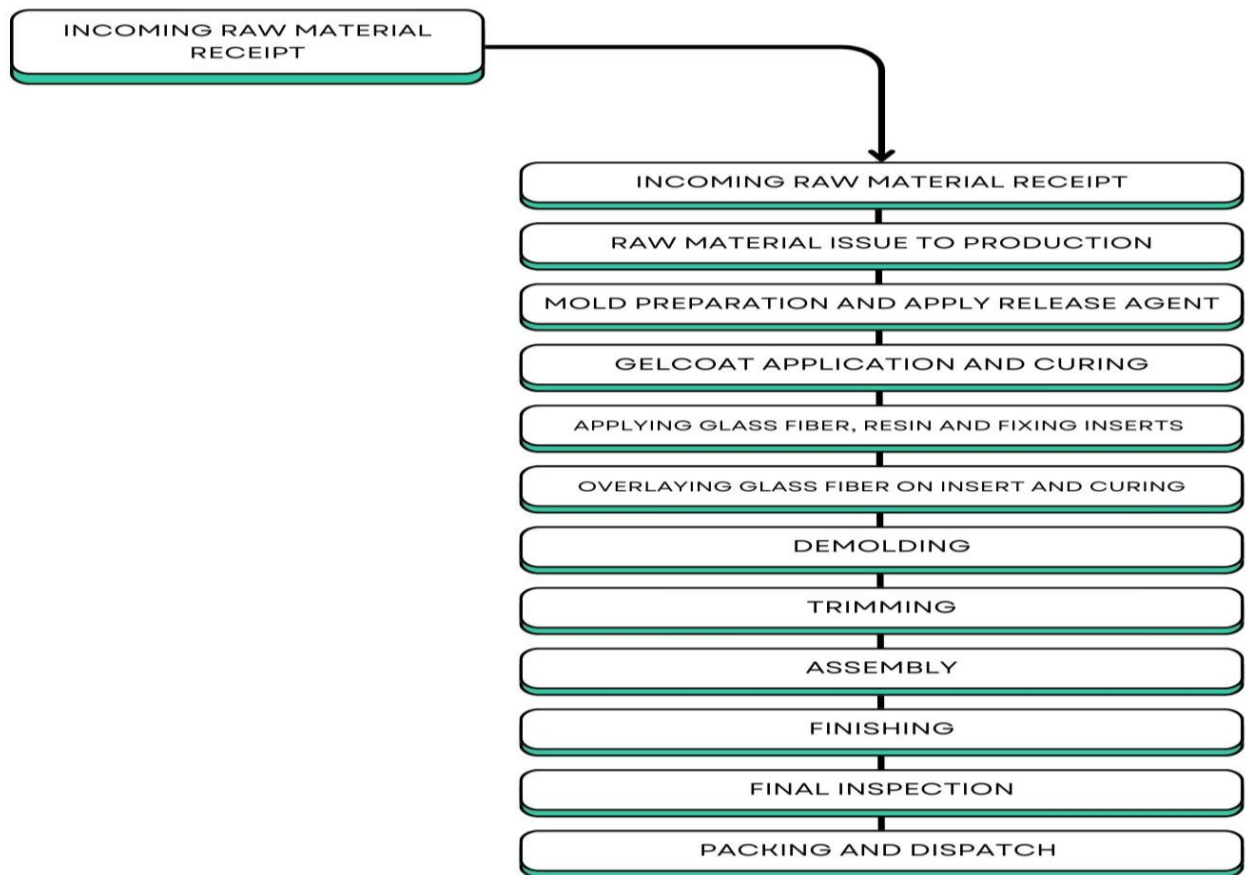 INCOMING RAW MATERIAL
RECEIPT
INCOMING RAW MATERIAL RECEIPT
RAW MATERIAL ISSUE TO PRODUCTION
MOLD PREPARATION AND APPLY RELEASE AGENT
GELCOAT APPLICATION AND CURING
APPLYING GLASS FIBER, RESIN AND FIXING INSERTS
OVERLAYING GLASS FIBER ON INSERT AND CURING
DEMOLDING
TRIMMING
ASSEMBLY
FINISHING
FINAL INSPECTION
PACKING AND DISPATCH